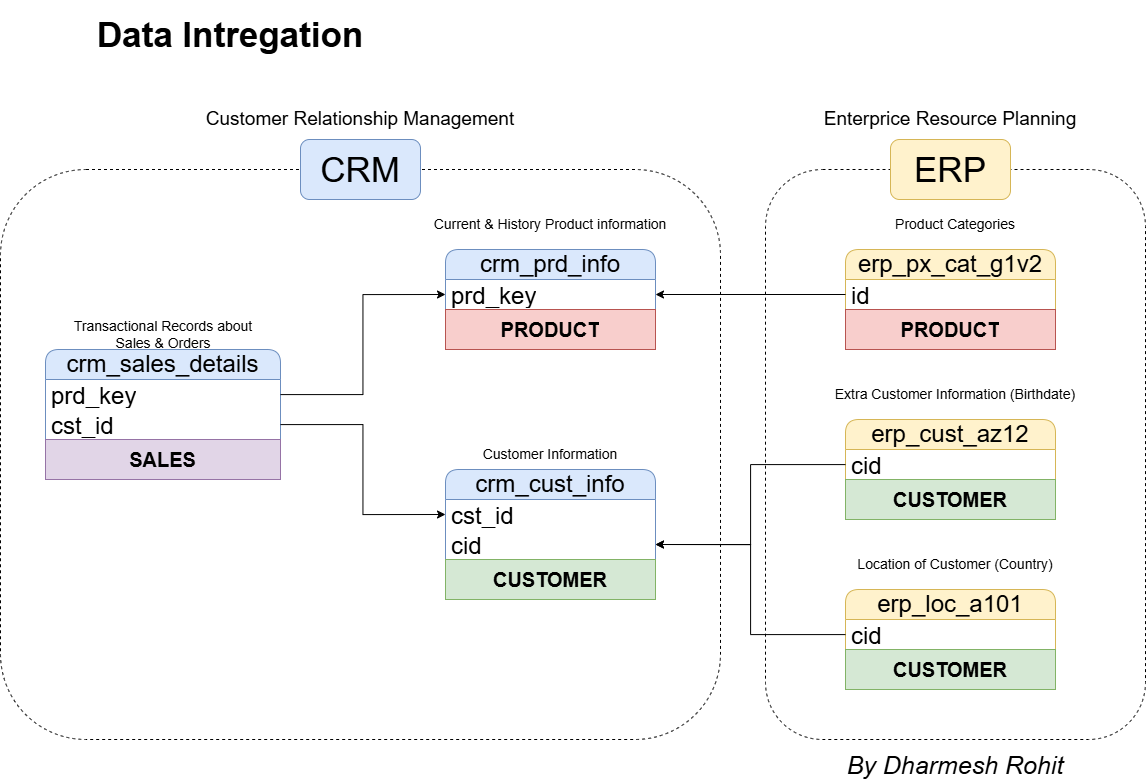 Data Intregation
Customer Relationship Management
CRM
Enterprice Resource Planning
ERP
Current & History Product information
crm_prd_info
prd_key
PRODUCT
Transactional Records about
Sales & Orders
crm_sales_details
prd_key
cst_id
SALES
Customer Information
crm_cust_info
cst_id
cid
CUSTOMER
Product Categories
erp_px_cat_g1v2
id
PRODUCT
Extra Customer Information (Birthdate)
erp_cust_az12
cid
CUSTOMER
Location of Customer (Country)
erp_loc_a101
cid
CUSTOMER
By Dharmesh Rohit